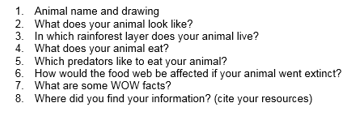 1. Animal name and drawing
2. What does your animal look like?
3. In which rainforest layer does your animal live?
4. What does your animal eat?
5. Which predators like to eat your animal?
6. How would the food web be affected if your animal went extinct?
7. What are some WOW facts?
8. Where did you find your information? (cite your resources)